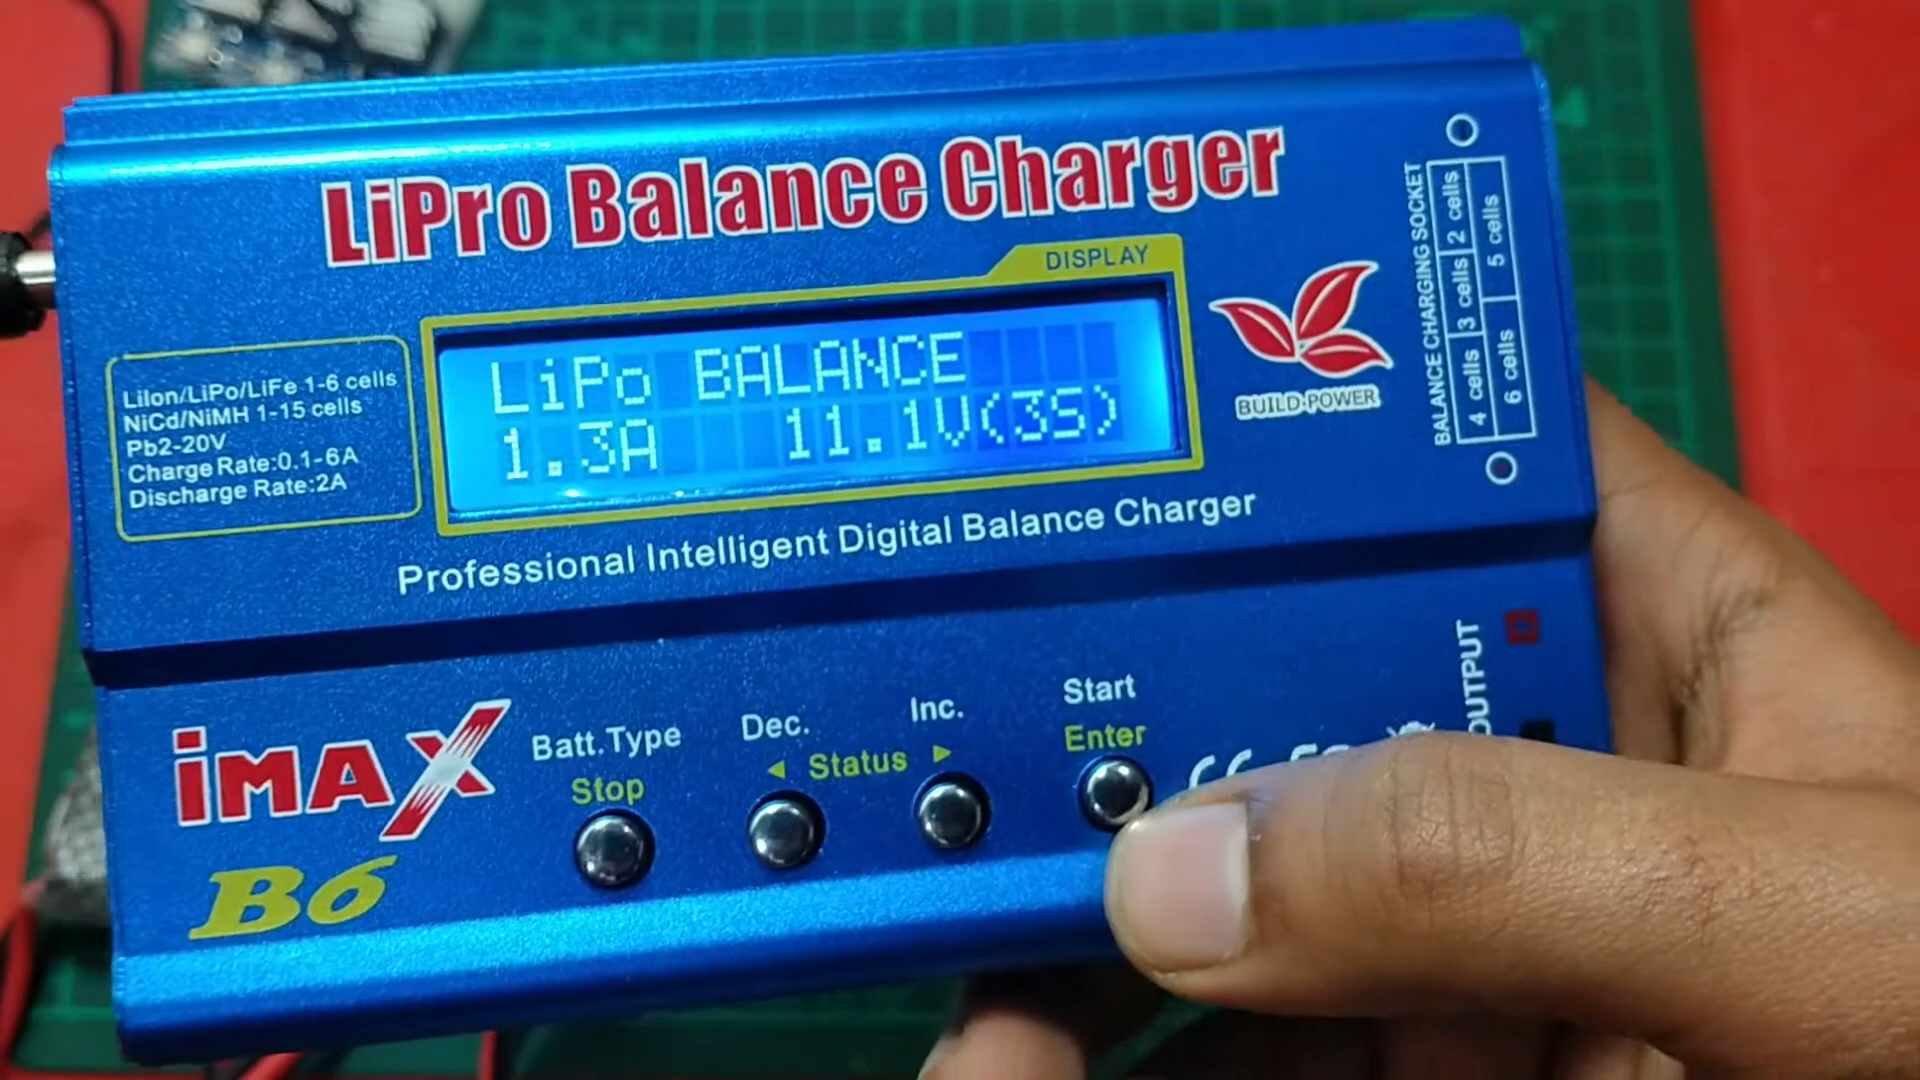 LiPro Balance Charger
DISPLAY
LiPo BALANCE
1.3A 11.1V(3S)
LiIon/LiPo/LiFe 1-6 cells
NiCd/NiMH 1-15 cells
Pb2-20V
Charge Rate:0.1-6A
Discharge Rate:2A
BUILD-POWER
BALANCE CHARGING SOCKET
4 cells 3 cells 2 cells
6 cells 5 cells
Professional Intelligent Digital Balance Charger
iMAX
B6
Batt.Type
Stop
Dec.
Inc.
◄ Status ►
Start
Enter
OUTPUT